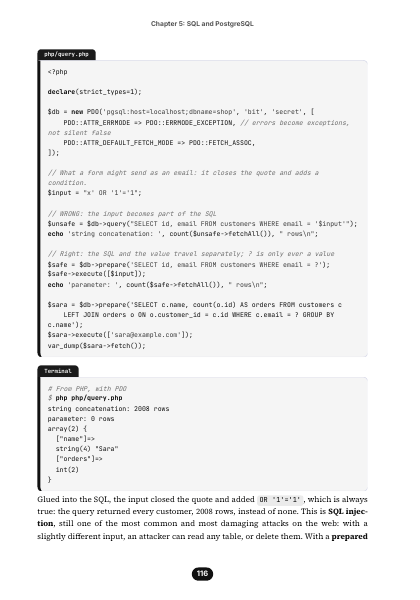 Chapter 5: SQL and PostgreSQL
php/query.php
<?php
declare(strict_types=1);
$db = new PDO('pgsql:host=localhost;dbname=shop', 'bit', 'secret', [
PDO::ATTR_ERRMODE => PDO::ERRMODE_EXCEPTION, // errors become exceptions,
not silent false
PDO::ATTR_DEFAULT_FETCH_MODE => PDO::FETCH_ASSOC,
]);
// What a form might send as an email: it closes the quote and adds a
condition.
$input = "x' OR '1'='1";
// WRONG: the input becomes part of the SQL
$unsafe = $db->query("SELECT id, email FROM customers WHERE email = '$input'");
echo 'string concatenation: ', count($unsafe->fetchAll()), " rows\n";
// Right: the SQL and the value travel separately; ? is only ever a value
$safe = $db->prepare('SELECT id, email FROM customers WHERE email = ?');
$safe->execute([$input]);
echo 'parameter: ', count($safe->fetchAll()), " rows\n";
$sara = $db->prepare('SELECT c.name, count(o.id) AS orders FROM customers c
LEFT JOIN orders o ON o.customer_id = c.id WHERE c.email = ? GROUP BY
c.name');
$sara->execute(['sara@example.com']);
var_dump($sara->fetch());
Terminal
# From PHP, with PDO
$ php php/query.php
string concatenation: 2008 rows
parameter: 0 rows
array(2) {
["name"]=>
string(4) "Sara"
["orders"]=>
int(2)
}
Glued into the SQL, the input closed the quote and added OR '1'='1', which is always
true: the query returned every customer, 2008 rows, instead of none. This is SQL injec-
tion, still one of the most common and most damaging attacks on the web: with a
slightly different input, an attacker can read any table, or delete them. With a prepared
116